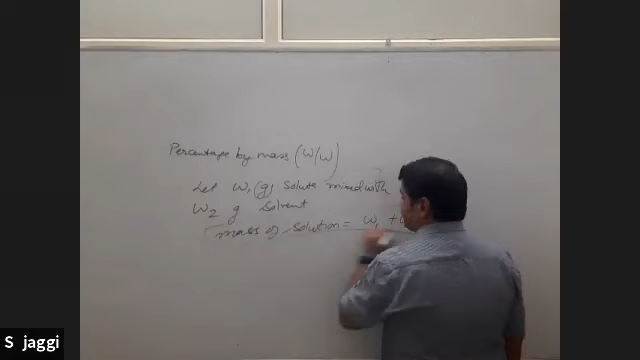 Percentage by mass (W/W)
Let W₁ (g) solute mixed with
W₂ g solvent
mass of solution = W₁ +
S jaggi